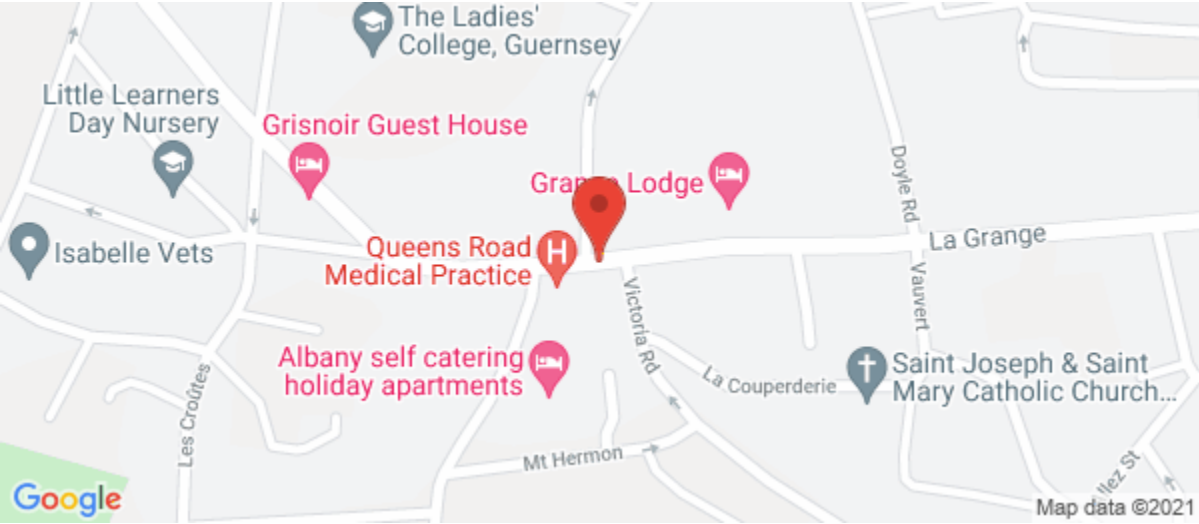 The Ladies'
College, Guernsey
Little Learners
Day Nursery
Grisnoir Guest House
Lodge
Doyle Rd
La Grange
Isabelle Vets
Queens Road
Medical Practice
Victoria Rd
Vauvert
Albany self catering
holiday apartments
La Couperderie
Saint Joseph & Saint
Mary Catholic Church...
Les Croûtes
Mt Hermon
St
Google
Map data ©2021